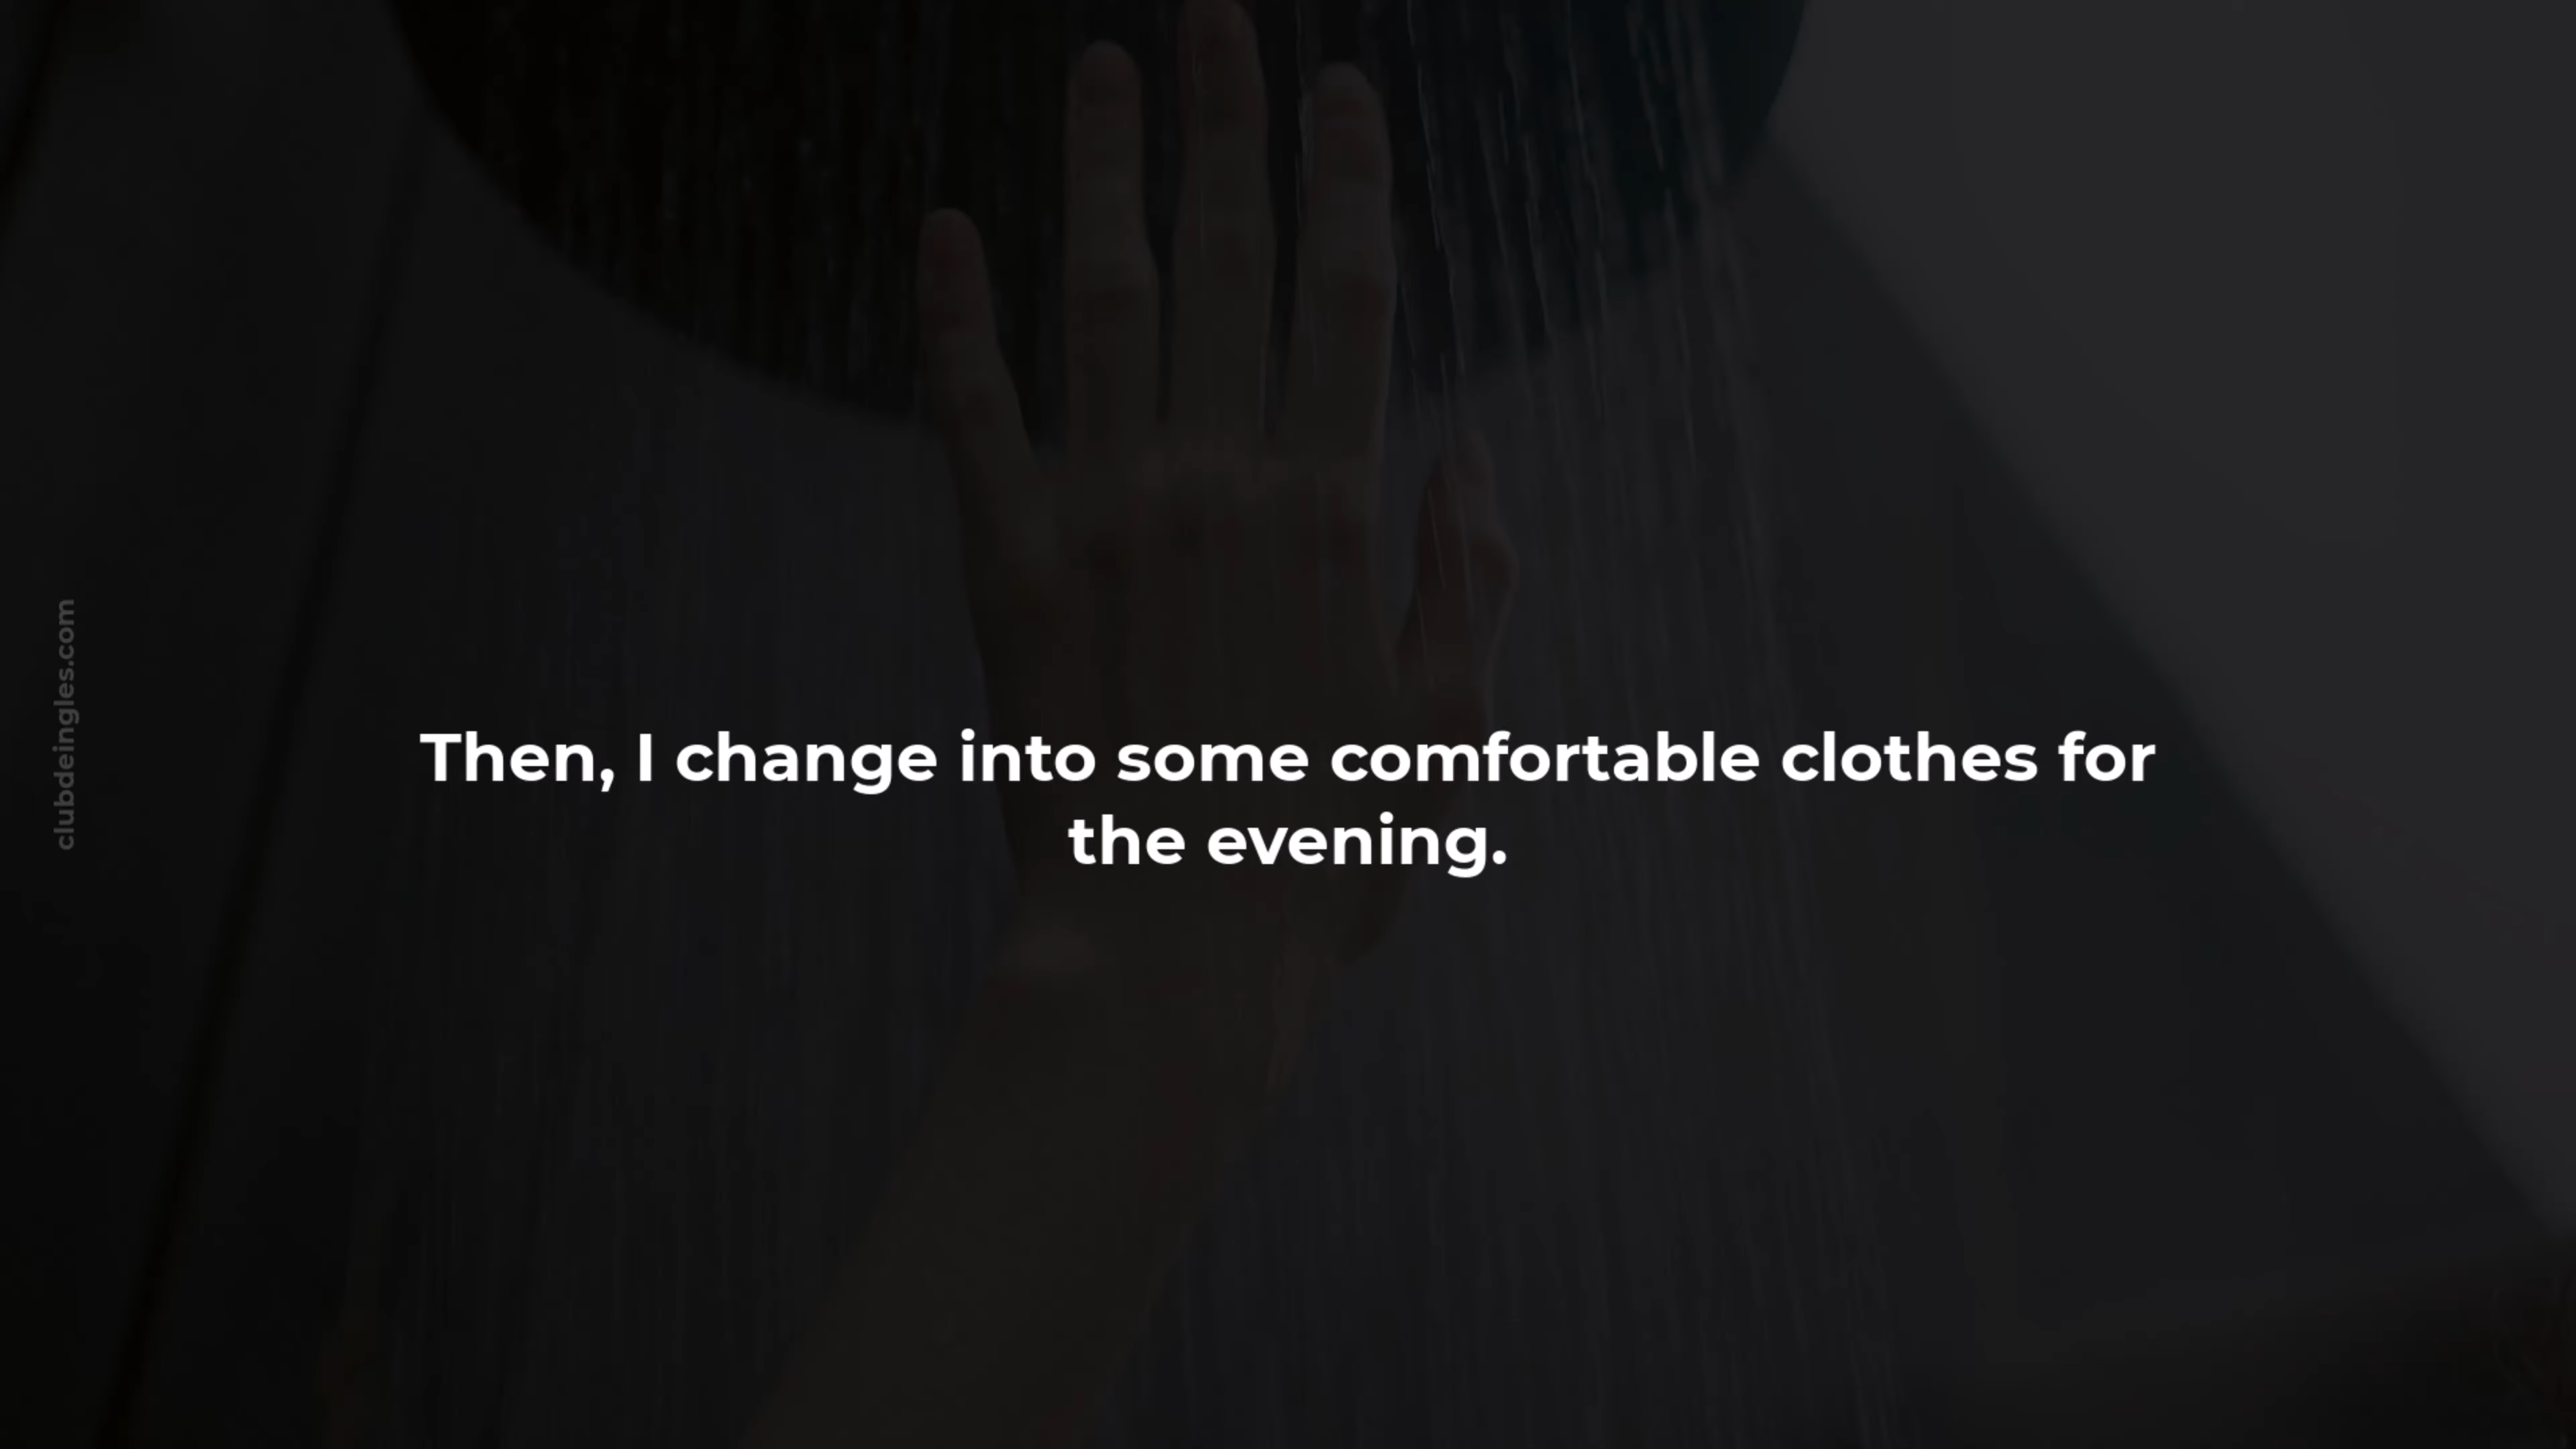 Then, I change into some comfortable clothes for
the evening.
clubdeingles.com